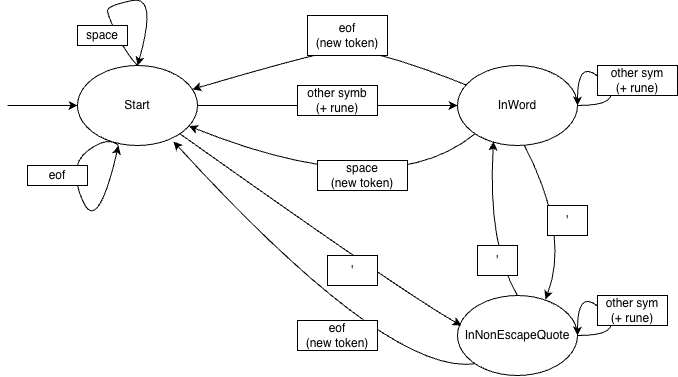 eof
(new token)
space
other symb
(+ rune)
other sym
(+ rune)
Start
InWord
eof
space
(new token)
'
'
'
other sym
(+ rune)
eof
(new token)
InNonEscapeQuote